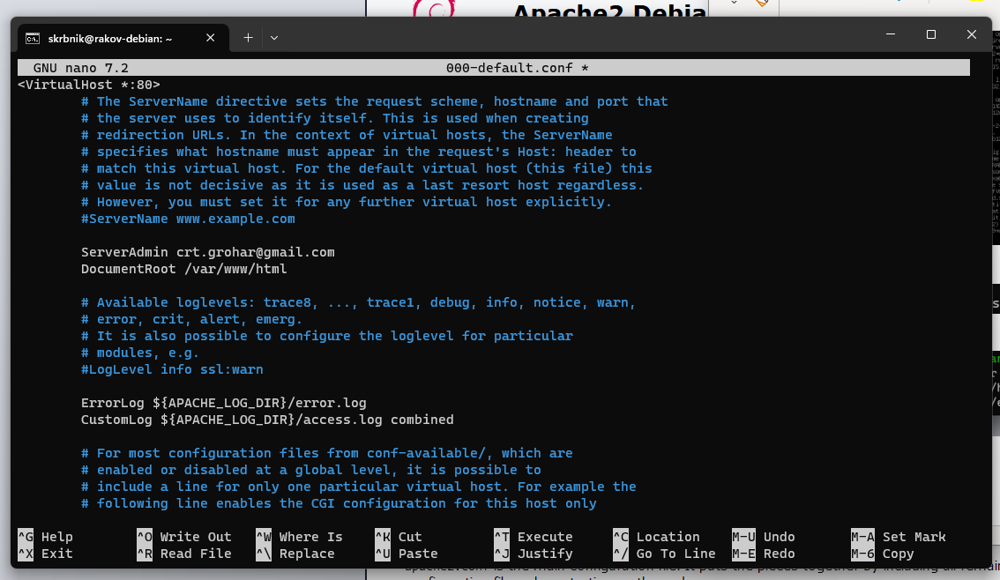 Apache2 Debia
skrbnik@rakov-debian: ~
GNU nano 7.2 000-default.conf *
<VirtualHost *:80>
# The ServerName directive sets the request scheme, hostname and port that
# the server uses to identify itself. This is used when creating
# redirection URLs. In the context of virtual hosts, the ServerName
# specifies what hostname must appear in the request's Host: header to
# match this virtual host. For the default virtual host (this file) this
# value is not decisive as it is used as a last resort host regardless.
# However, you must set it for any further virtual host explicitly.
#ServerName www.example.com
ServerAdmin crt.grohar@gmail.com
DocumentRoot /var/www/html
# Available loglevels: trace8, ..., trace1, debug, info, notice, warn,
# error, crit, alert, emerg.
# It is also possible to configure the loglevel for particular
# modules, e.g.
#LogLevel info ssl:warn
ErrorLog ${APACHE_LOG_DIR}/error.log
CustomLog ${APACHE_LOG_DIR}/access.log combined
# For most configuration files from conf-available/, which are
# enabled or disabled at a global level, it is possible to
# include a line for only one particular virtual host. For example the
# following line enables the CGI configuration for this host only
^G Help ^O Write Out ^W Where Is ^K Cut ^T Execute ^C Location M-U Undo M-A Set Mark
^X Exit ^R Read File ^\ Replace ^U Paste ^J Justify ^/ Go To Line M-E Redo M-6 Copy